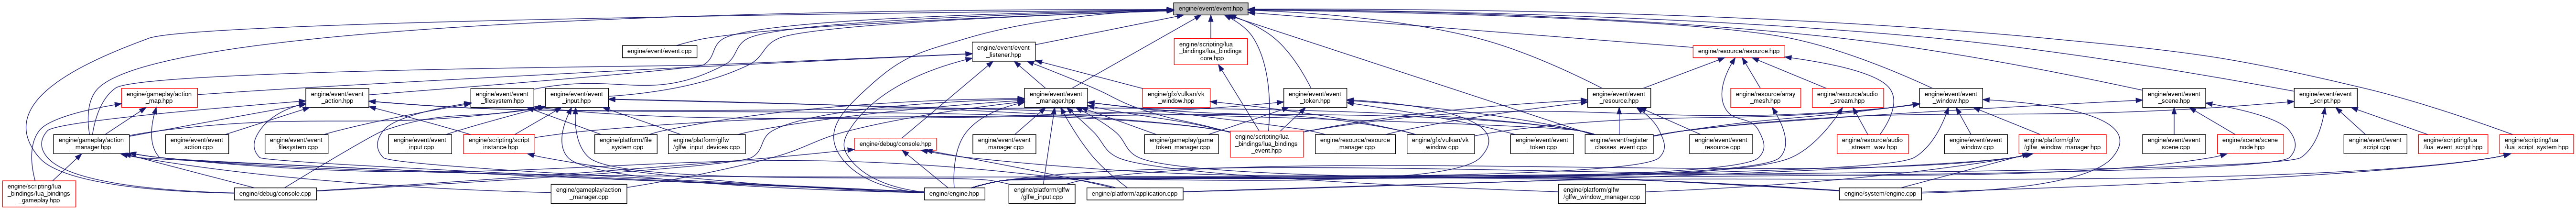 engine/event/event.hpp
engine/event/event.cpp
engine/event/event
_listener.hpp
engine/scripting/lua
_bindings/lua_bindings
_core.hpp
engine/resource/resource.hpp
engine/gameplay/action
_map.hpp
engine/event/event
_action.hpp
engine/event/event
_filesystem.hpp
engine/event/event
_input.hpp
engine/event/event
_manager.hpp
engine/gfx/vulkan/vk
_window.hpp
engine/event/event
_token.hpp
engine/event/event
_resource.hpp
engine/resource/array
_mesh.hpp
engine/resource/audio
_stream.hpp
engine/event/event
_window.hpp
engine/event/event
_scene.hpp
engine/event/event
_script.hpp
engine/gameplay/action
_manager.hpp
engine/event/event
_action.cpp
engine/event/event
_filesystem.cpp
engine/event/event
_input.cpp
engine/scripting/script
_instance.hpp
engine/platform/file
_system.cpp
engine/platform/glfw
/glfw_input_devices.cpp
engine/debug/console.hpp
engine/event/event
_manager.cpp
engine/gameplay/game
_token_manager.cpp
engine/scripting/lua
_bindings/lua_bindings
_event.hpp
engine/resource/resource
_manager.cpp
engine/gfx/vulkan/vk
_window.cpp
engine/event/event
_token.cpp
engine/event/register
_classes_event.cpp
engine/event/event
_resource.cpp
engine/resource/audio
_stream_wav.hpp
engine/event/event
_window.cpp
engine/platform/glfw
/glfw_window_manager.hpp
engine/event/event
_scene.cpp
engine/scene/scene
_node.hpp
engine/event/event
_script.cpp
engine/scripting/lua
/lua_event_script.hpp
engine/scripting/lua
/lua_script_system.hpp
engine/scripting/lua
_bindings/lua_bindings
_gameplay.hpp
engine/debug/console.cpp
engine/gameplay/action
_manager.cpp
engine/engine.hpp
engine/platform/glfw
/glfw_input.cpp
engine/platform/application.cpp
engine/platform/glfw
/glfw_window_manager.cpp
engine/system/engine.cpp